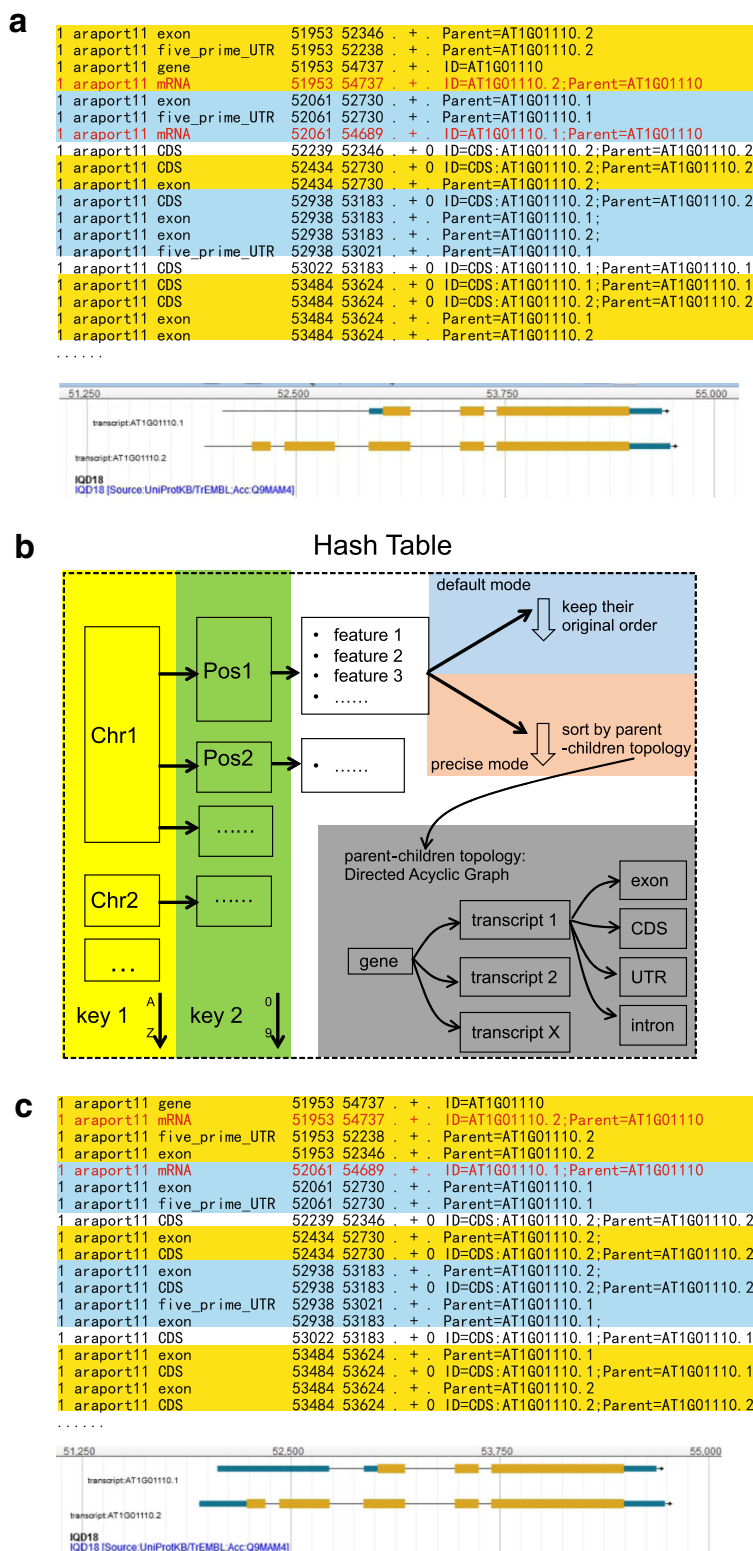 a
1 araport11 exon 51953 52346 . + . Parent=AT1G01110.2
1 araport11 five_prime_UTR 51953 52238 . + . Parent=AT1G01110.2
1 araport11 gene 51953 54737 . + . ID=AT1G01110
1 araport11 mRNA 51953 54737 . + . ID=AT1G01110.2;Parent=AT1G01110
1 araport11 exon 52061 52730 . + . Parent=AT1G01110.1
1 araport11 five_prime_UTR 52061 52730 . + . Parent=AT1G01110.1
1 araport11 mRNA 52061 54689 . + . ID=AT1G01110.1;Parent=AT1G01110
1 araport11 CDS 52239 52346 . + 0 ID=CDS:AT1G01110.2;Parent=AT1G01110.2
1 araport11 CDS 52434 52730 . + 0 ID=CDS:AT1G01110.2;Parent=AT1G01110.2
1 araport11 exon 52434 52730 . + . Parent=AT1G01110.2;
1 araport11 CDS 52938 53183 . + 0 ID=CDS:AT1G01110.2;Parent=AT1G01110.2
1 araport11 exon 52938 53183 . + . Parent=AT1G01110.1;
1 araport11 exon 52938 53183 . + . Parent=AT1G01110.2;
1 araport11 five_prime_UTR 52938 53021 . + . Parent=AT1G01110.1
1 araport11 CDS 53022 53183 . + 0 ID=CDS:AT1G01110.1;Parent=AT1G01110.1
1 araport11 CDS 53484 53624 . + 0 ID=CDS:AT1G01110.1;Parent=AT1G01110.1
1 araport11 CDS 53484 53624 . + 0 ID=CDS:AT1G01110.2;Parent=AT1G01110.2
1 araport11 exon 53484 53624 . + . Parent=AT1G01110.1
1 araport11 exon 53484 53624 . + . Parent=AT1G01110.2
......
51,250 52,500 53,750 55,000
transcript:AT1G01110.1
transcript:AT1G01110.2
IQD18
IQD18 [Source:UniProtKB/TrEMBL;Acc:Q9MAM4]
b
Hash Table
Chr1
Chr2
...
key 1
A
Z
Pos1
Pos2
......
......
key 2
0
9
• feature 1
• feature 2
• feature 3
• ......
• ......
default mode
keep their
original order
sort by parent
-children topology
precise mode
parent-children topology:
Directed Acyclic Graph
gene
transcript 1
transcript 2
transcript X
exon
CDS
UTR
intron
c
1 araport11 gene 51953 54737 . + . ID=AT1G01110
1 araport11 mRNA 51953 54737 . + . ID=AT1G01110.2;Parent=AT1G01110
1 araport11 five_prime_UTR 51953 52238 . + . Parent=AT1G01110.2
1 araport11 exon 51953 52346 . + . Parent=AT1G01110.2
1 araport11 mRNA 52061 54689 . + . ID=AT1G01110.1;Parent=AT1G01110
1 araport11 exon 52061 52730 . + . Parent=AT1G01110.1
1 araport11 five_prime_UTR 52061 52730 . + . Parent=AT1G01110.1
1 araport11 CDS 52239 52346 . + 0 ID=CDS:AT1G01110.2;Parent=AT1G01110.2
1 araport11 exon 52434 52730 . + . Parent=AT1G01110.2;
1 araport11 CDS 52434 52730 . + 0 ID=CDS:AT1G01110.2;Parent=AT1G01110.2
1 araport11 exon 52938 53183 . + . Parent=AT1G01110.2;
1 araport11 CDS 52938 53183 . + 0 ID=CDS:AT1G01110.2;Parent=AT1G01110.2
1 araport11 five_prime_UTR 52938 53021 . + . Parent=AT1G01110.1
1 araport11 exon 52938 53183 . + . Parent=AT1G01110.1;
1 araport11 CDS 53022 53183 . + 0 ID=CDS:AT1G01110.1;Parent=AT1G01110.1
1 araport11 exon 53484 53624 . + . Parent=AT1G01110.1
1 araport11 CDS 53484 53624 . + 0 ID=CDS:AT1G01110.1;Parent=AT1G01110.1
1 araport11 exon 53484 53624 . + . Parent=AT1G01110.2
1 araport11 CDS 53484 53624 . + 0 ID=CDS:AT1G01110.2;Parent=AT1G01110.2
......
51,250 52,500 53,750 55,000
transcript:AT1G01110.1
transcript:AT1G01110.2
IQD18
IQD18 [Source:UniProtKB/TrEMBL;Acc:Q9MAM4]